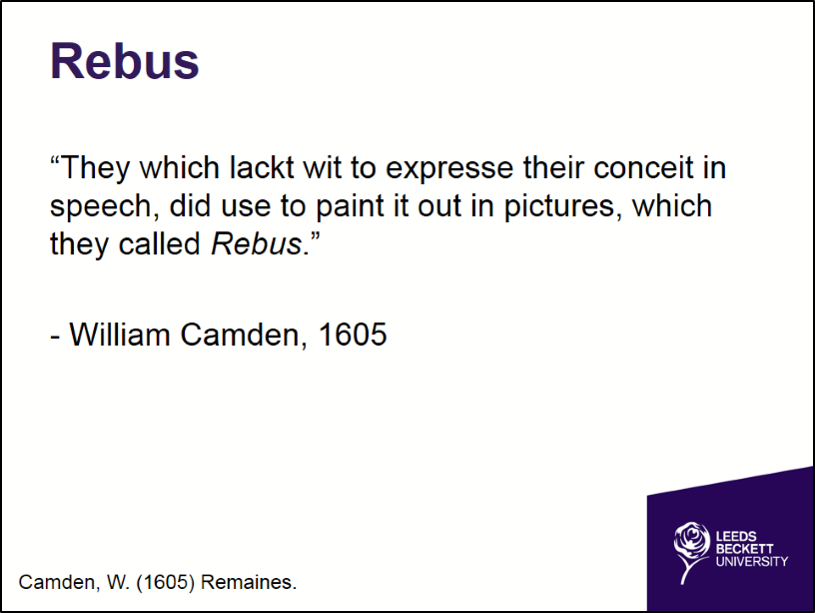 Rebus
“They which lackt wit to expresse their conceit in
speech, did use to paint it out in pictures, which
they called Rebus.”
- William Camden, 1605
LEEDS
BECKETT
UNIVERSITY
Camden, W. (1605) Remaines.